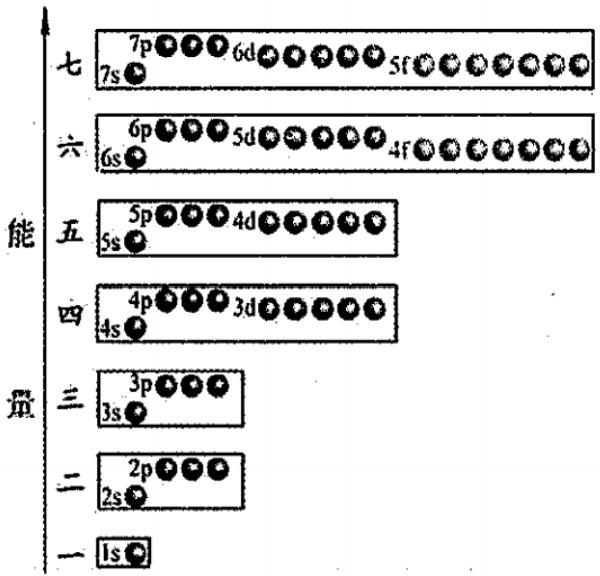 能量
七 7s 7p 6d 5f
六 6s 6p 5d 4f
五 5s 5p 4d
四 4s 4p 3d
三 3s 3p
二 2s 2p
一 1s